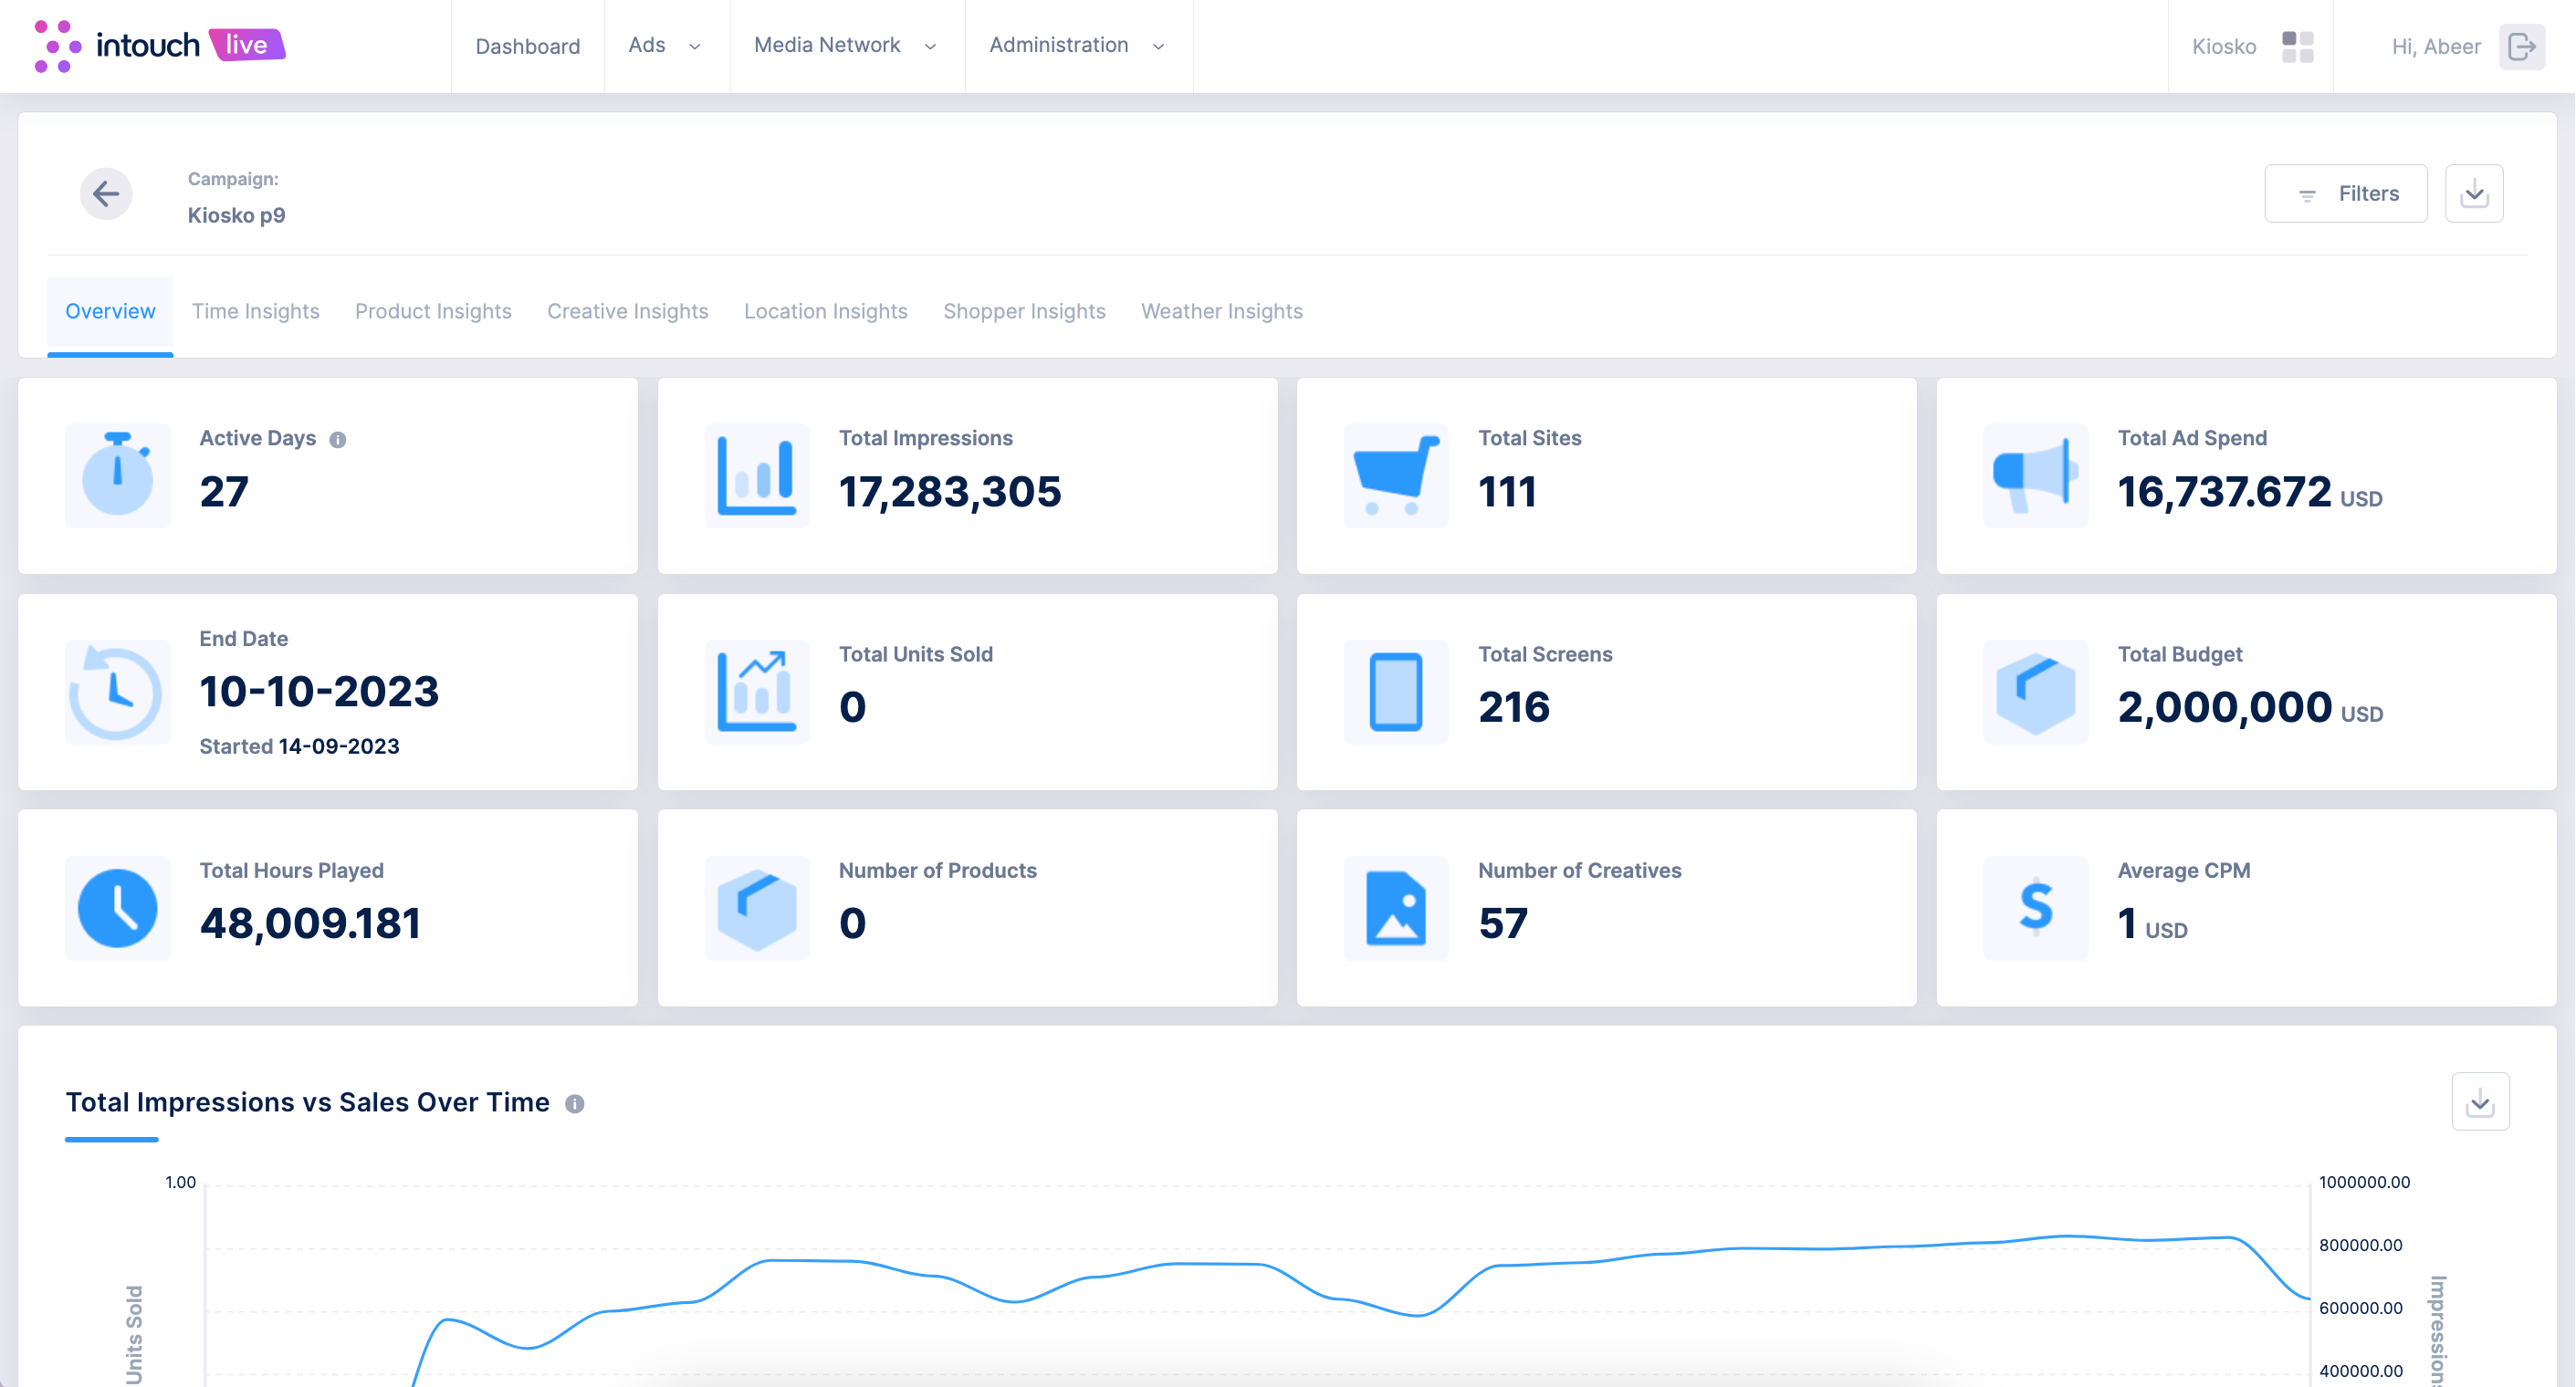 intouch live
Dashboard
Ads
Media Network
Administration
Kiosko
Hi, Abeer
Campaign:
Kiosko p9
Filters
Overview
Time Insights
Product Insights
Creative Insights
Location Insights
Shopper Insights
Weather Insights
Active Days
27
Total Impressions
17,283,305
Total Sites
111
Total Ad Spend
16,737.672 USD
End Date
10-10-2023
Started 14-09-2023
Total Units Sold
0
Total Screens
216
Total Budget
2,000,000 USD
Total Hours Played
48,009.181
Number of Products
0
Number of Creatives
57
Average CPM
1 USD
Total Impressions vs Sales Over Time
1.00
1000000.00
800000.00
600000.00
400000.00
Units Sold
Impressions